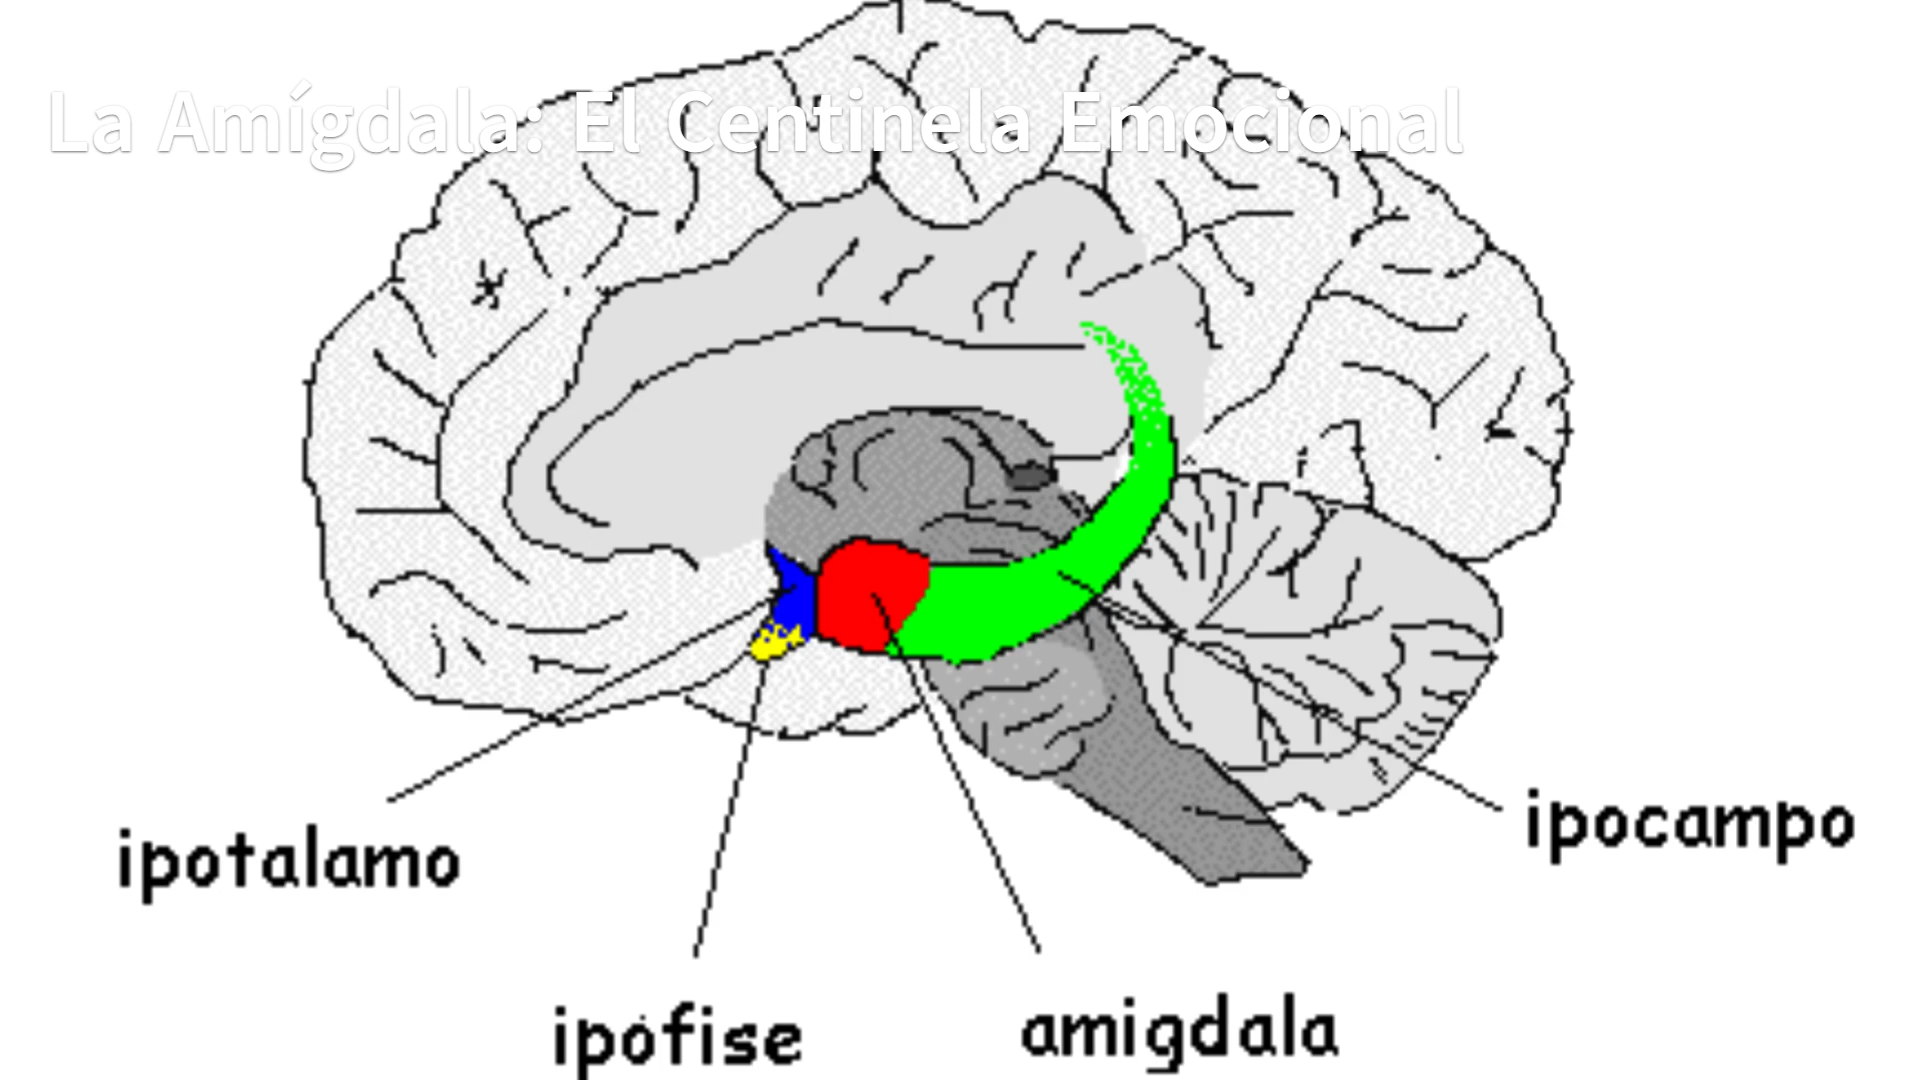 La Amígdala: El Centinela Emocional
ipotalamo
ipocampo
ipofise
amigdala